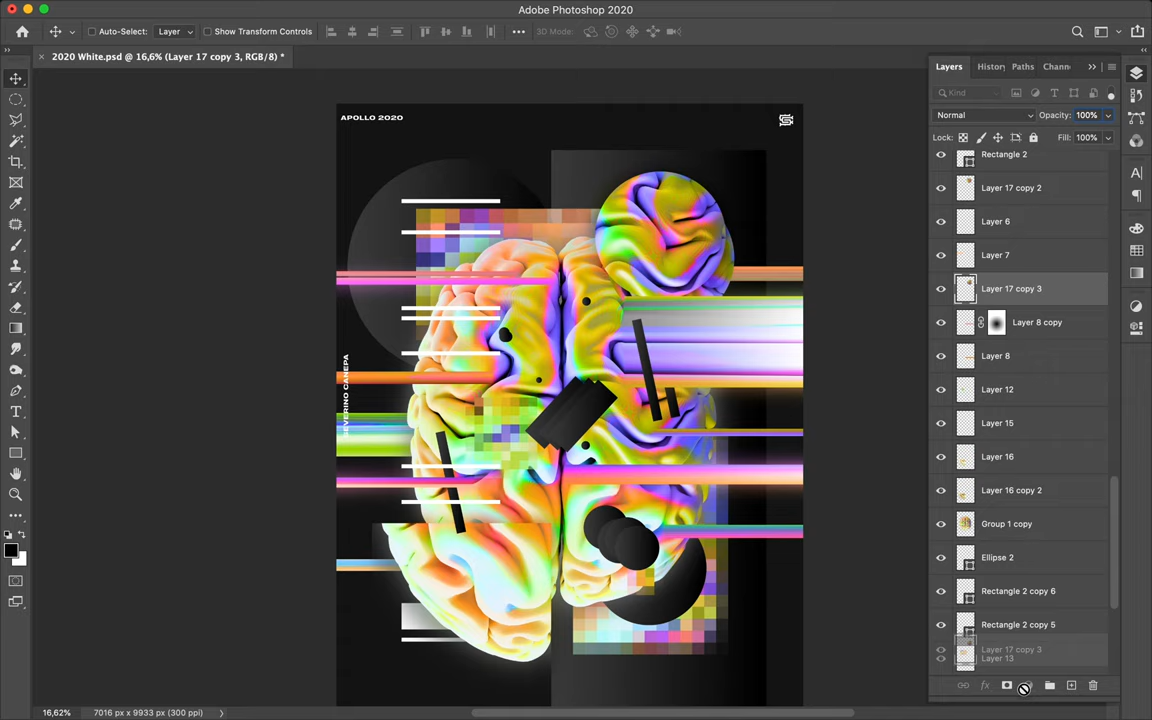 Adobe Photoshop 2020
Auto-Select: Layer Show Transform Controls 3D Mode:
2020 White.psd @ 16,6% (Layer 17 copy 3, RGB/8) *
Layers Histor Paths Chann
Kind
Normal Opacity: 100%
Lock: Fill: 100%
APOLLO 2020
SEVERINO CANEPA
Rectangle 2
Layer 17 copy 2
Layer 6
Layer 7
Layer 17 copy 3
Layer 8 copy
Layer 8
Layer 12
Layer 15
Layer 16
Layer 16 copy 2
Group 1 copy
Ellipse 2
Rectangle 2 copy 6
Rectangle 2 copy 5
Layer 17 copy 3
Layer 13
fx
16,62% 7016 px x 9933 px (300 ppi)